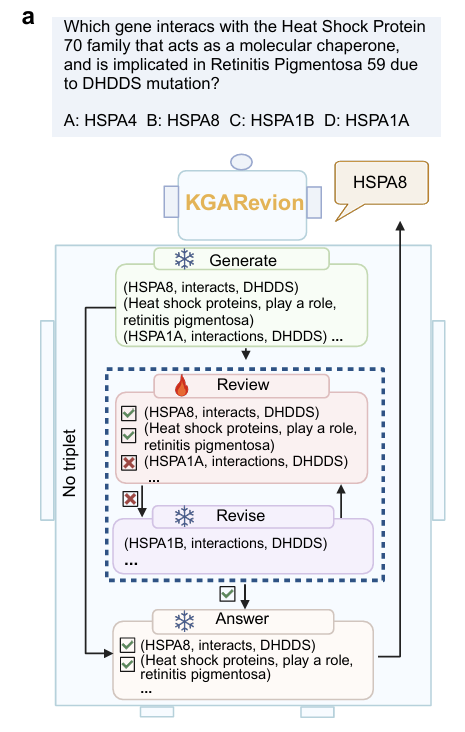 a
Which gene interacs with the Heat Shock Protein
70 family that acts as a molecular chaperone,
and is implicated in Retinitis Pigmentosa 59 due
to DHDDS mutation?
A: HSPA4 B: HSPA8 C: HSPA1B D: HSPA1A
HSPA8
KGARevion
Generate
(HSPA8, interacts, DHDDS)
(Heat shock proteins, play a role,
retinitis pigmentosa)
(HSPA1A, interactions, DHDDS) ...
No triplet
Review
(HSPA8, interacts, DHDDS)
(Heat shock proteins, play a role,
retinitis pigmentosa)
(HSPA1A, interactions, DHDDS)
...
Revise
(HSPA1B, interactions, DHDDS)
...
Answer
(HSPA8, interacts, DHDDS)
(Heat shock proteins, play a role,
retinitis pigmentosa)
...